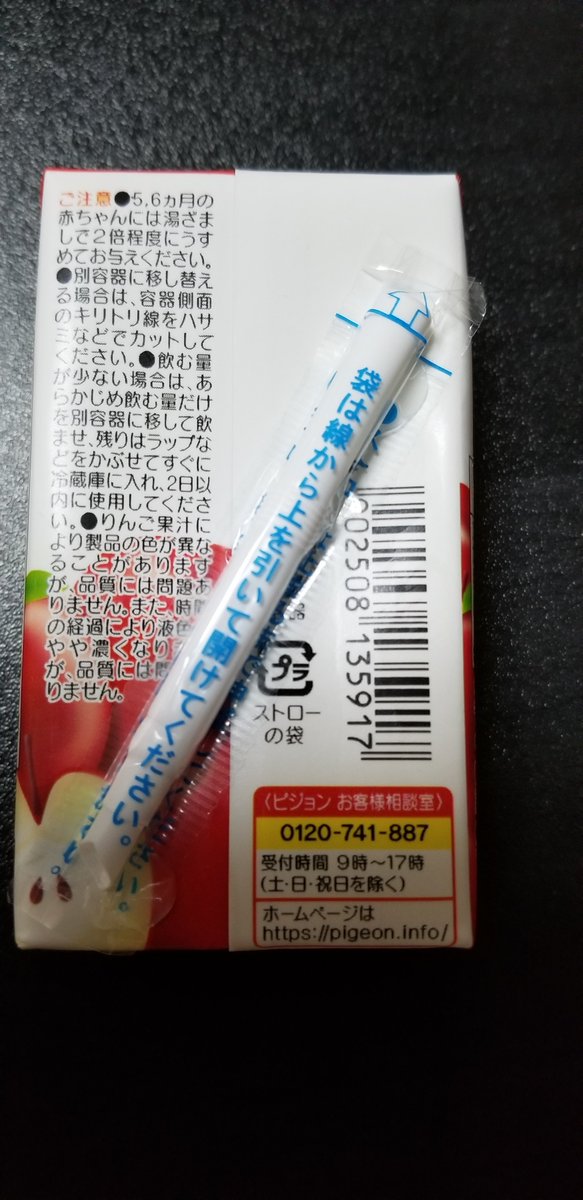 ご注意●5,6ヵ月の
赤ちゃんには湯ざま
しで2倍程度にうす
めてお与えください。
●別容器に移し替え
る場合は、容器側面
のキリトリ線をハサ
ミなどでカットして
ください。●飲む量
が少ない場合は、あ
らかじめ飲む量だけ
を別容器に移して飲
ませ、残りはラップな
どをかぶせてすぐに
冷蔵庫に入れ、2日以
内に使用してくださ
い。●りんご果汁に
より製品の色が異な
ることがあります
が、品質には問題あ
りません。また、時間
の経過により液色
やや濃くなり
が、品質には問
りません。
袋は線から上を引いて開けてください。
002508 135917
プラ
ストロー
の袋
〈ピジョン お客様相談室〉
0120-741-887
受付時間 9時~17時
(土・日・祝日を除く)
ホームページは
https://pigeon.info/